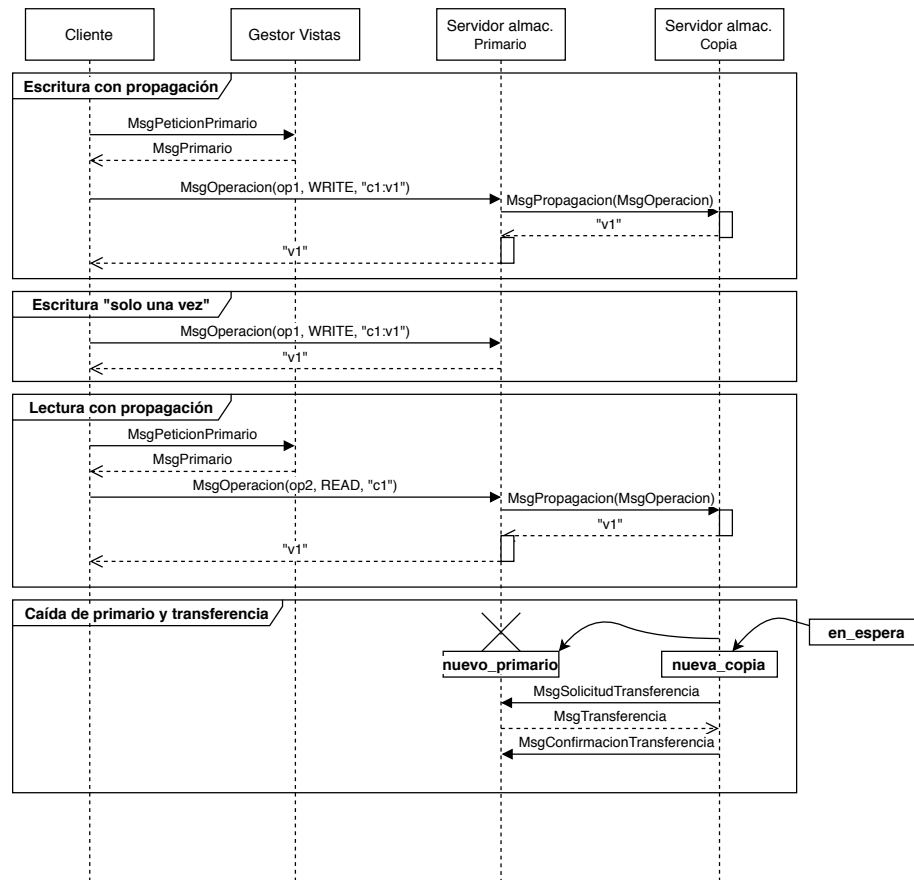 Cliente
Gestor Vistas
Servidor almac.
Primario
Servidor almac.
Copia
Escritura con propagación
MsgPeticionPrimario
MsgPrimario
MsgOperacion(op1, WRITE, "c1:v1")
MsgPropagacion(MsgOperacion)
"v1"
"v1"
Escritura "solo una vez"
MsgOperacion(op1, WRITE, "c1:v1")
"v1"
Lectura con propagación
MsgPeticionPrimario
MsgPrimario
MsgOperacion(op2, READ, "c1")
MsgPropagacion(MsgOperacion)
"v1"
"v1"
Caída de primario y transferencia
en_espera
nuevo_primario
nueva_copia
MsgSolicitudTransferencia
MsgTransferencia
MsgConfirmacionTransferencia